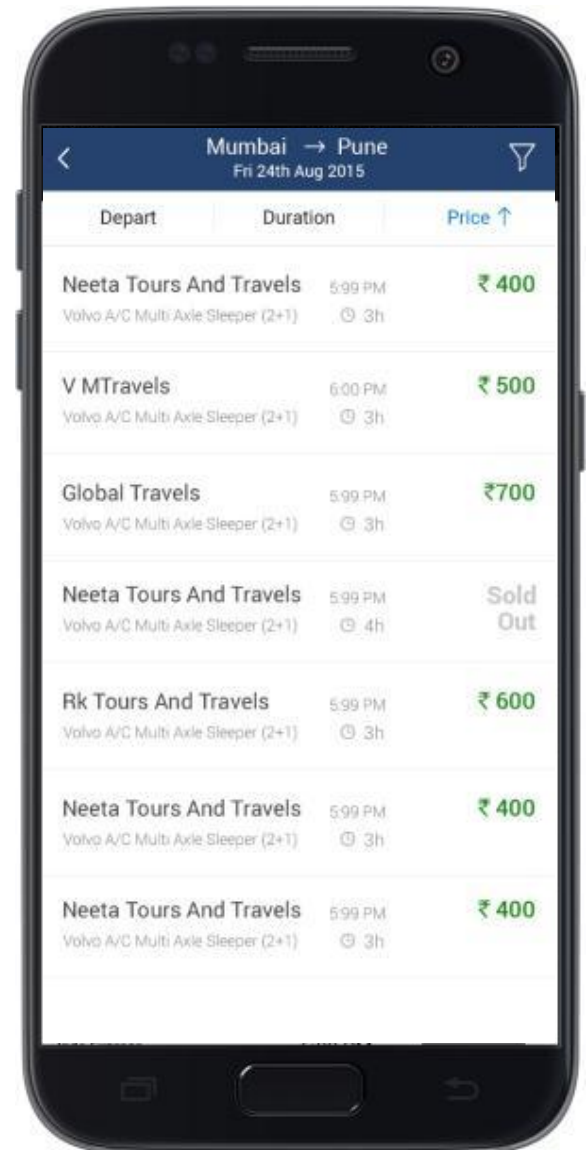 Mumbai → Pune
Fri 24th Aug 2015
Depart Duration Price ↑
Neeta Tours And Travels 5:99 PM ₹ 400
Volvo A/C Multi Axle Sleeper (2+1) 3h
V MTravels 6:00 PM ₹ 500
Volvo A/C Multi Axle Sleeper (2+1) 3h
Global Travels 5:99 PM ₹700
Volvo A/C Multi Axle Sleeper (2+1) 3h
Neeta Tours And Travels 5:99 PM Sold
Volvo A/C Multi Axle Sleeper (2+1) 4h Out
Rk Tours And Travels 5:99 PM ₹ 600
Volvo A/C Multi Axle Sleeper (2+1) 3h
Neeta Tours And Travels 5:99 PM ₹ 400
Volvo A/C Multi Axle Sleeper (2+1) 3h
Neeta Tours And Travels 5:99 PM ₹ 400
Volvo A/C Multi Axle Sleeper (2+1) 3h